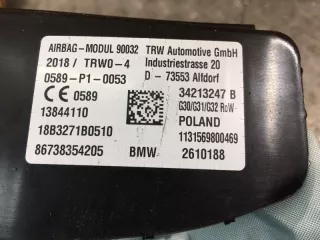 AIRBAG-MODUL 90032 TRW Automotive GmbH
2018/ TRW0-4 Industriestrasse 20
0589-P1-0053 D - 73553 Alfdorf
CE 0589 34213247 B
G30/G31/G32 RoW
13844110 POLAND
18B3271B0510 1131569800469
86738354205 BMW 2610188